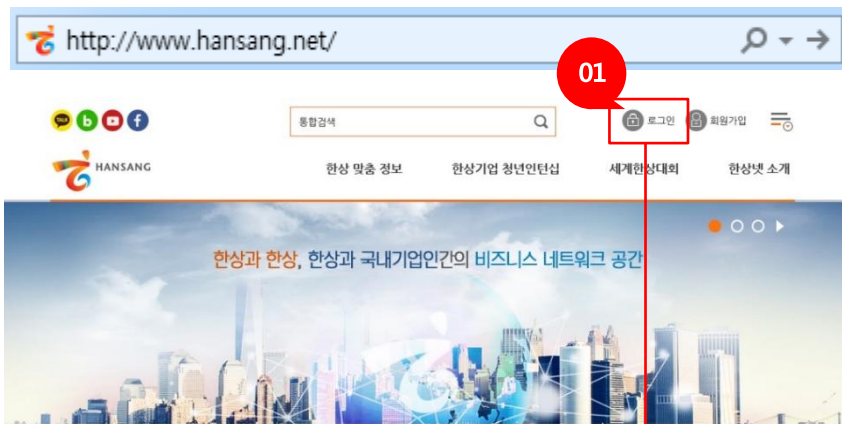 http://www.hansang.net/
01
TALK b f
통합검색
로그인 회원가입
HANSANG
한상 맞춤 정보 한상기업 청년인턴십 세계한상대회 한상넷 소개
한상과 한상, 한상과 국내기업인간의 비즈니스 네트워크 공간